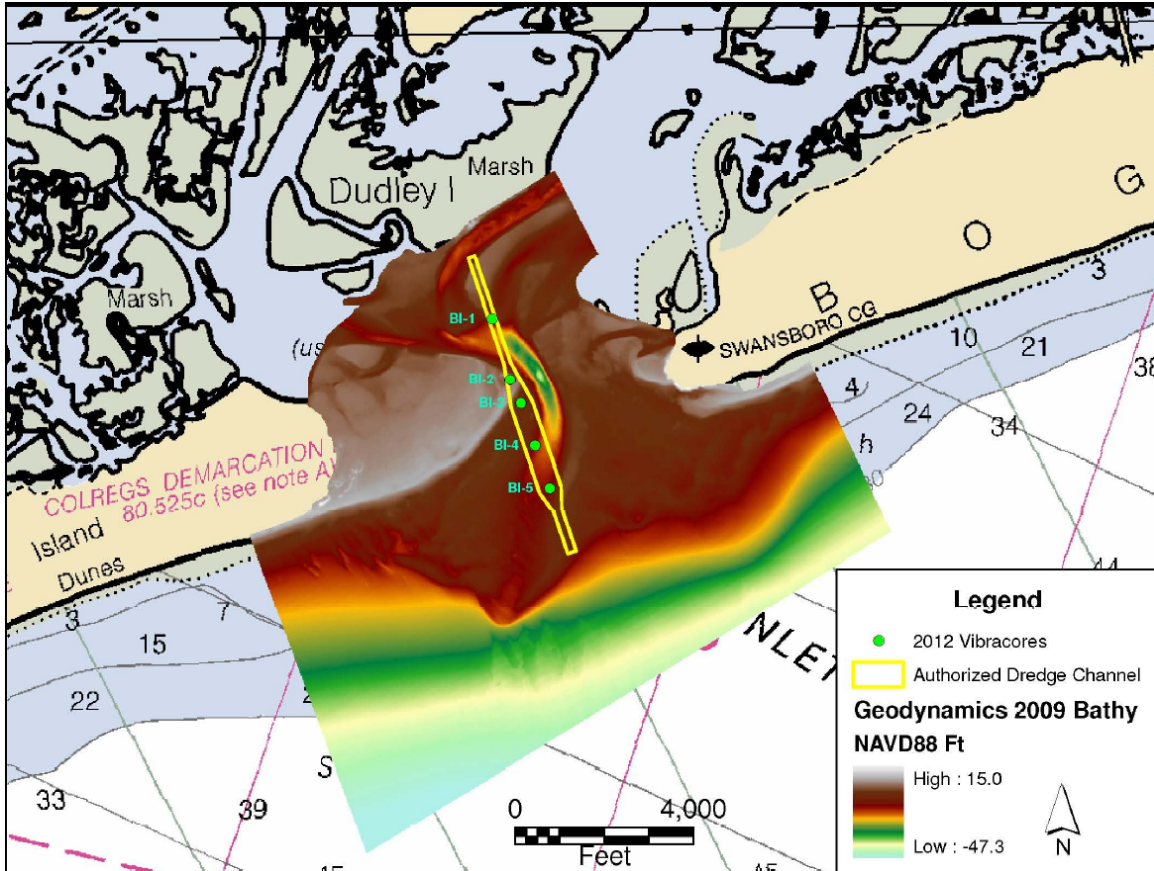 Marsh
Dudley I
Marsh
(us
BI-1
BI-2
BI-3
BI-4
BI-5
B
O
G
SWANSBORO CG
3
10
21
38
4
24
34
h
COLREGS DEMARCATION
80.525c (see note A)
Island
Dunes
3
7
15
22
S
33
39
44
NLET
0 4,000
Feet
Legend
2012 Vibracores
Authorized Dredge Channel
Geodynamics 2009 Bathy
NAVD88 Ft
High : 15.0
Low : -47.3
N